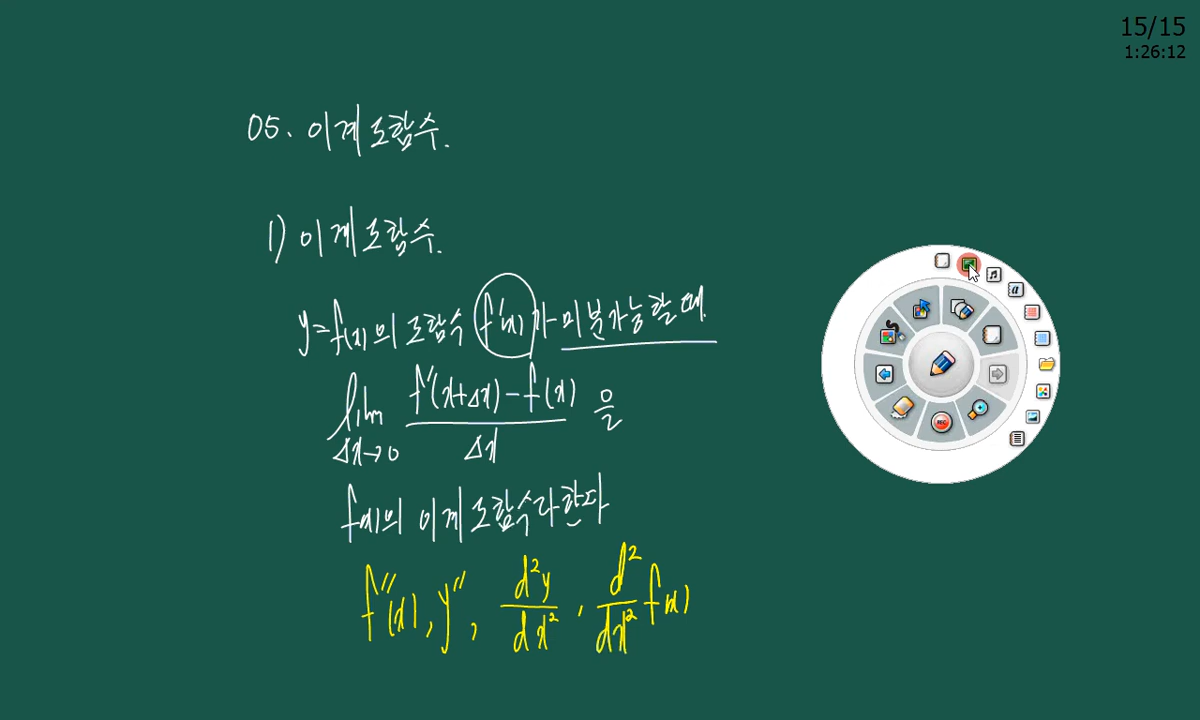 15/15
1:26:12
05. 이계도함수.
1) 이계도함수.
y=f(x)의 도함수 f'(x)가 미분가능할 때.
lim Δx→0 f'(x+Δx)-f'(x) / Δx 을
f(x)의 이계도함수라 한다
f''(x), y'', d²y/dx², d²/dx² f(x)
REC